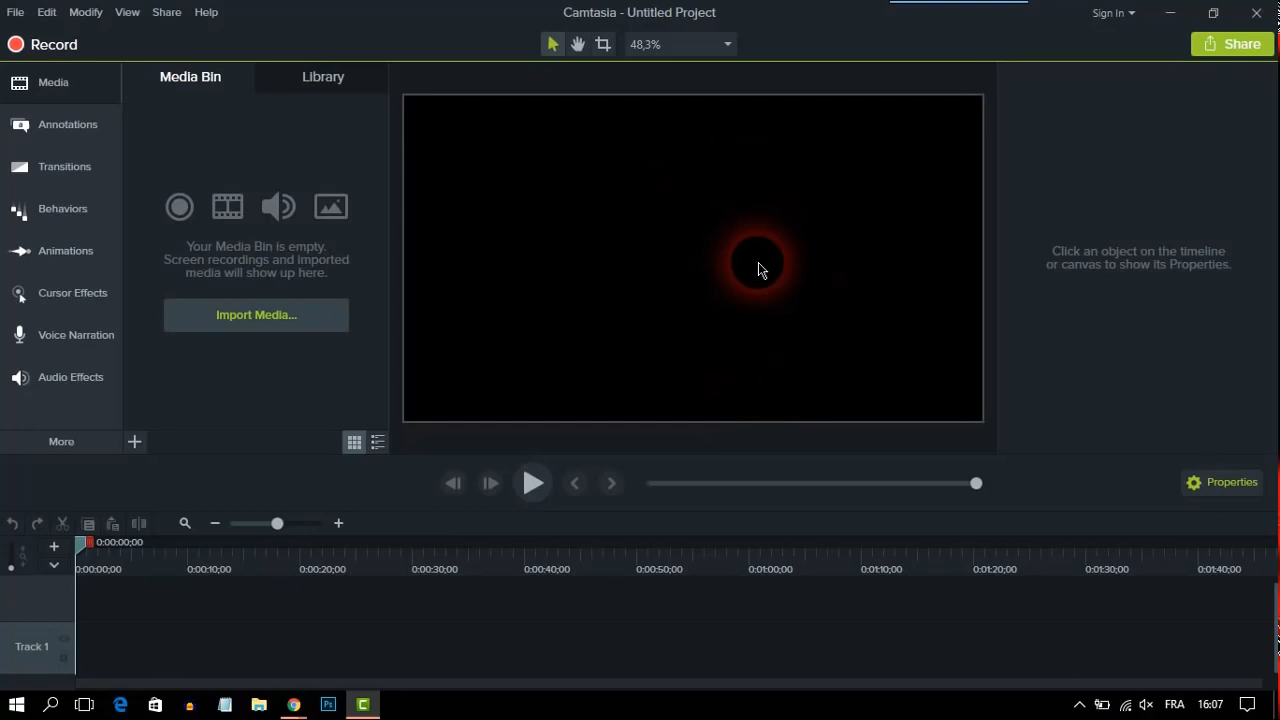 File Edit Modify View Share Help Camtasia - Untitled Project Sign In
Record 48,3% Share
Media
Annotations
Transitions
Behaviors
Animations
Cursor Effects
Voice Narration
Audio Effects
More
Media Bin Library
Your Media Bin is empty.
Screen recordings and imported
media will show up here.
Import Media...
Click an object on the timeline
or canvas to show its Properties.
Properties
0:00:00;00
0:00:00;00 0:00:10;00 0:00:20;00 0:00:30;00 0:00:40;00 0:00:50;00 0:01:00;00 0:01:10;00 0:01:20;00 0:01:30;00 0:01:40;00
Track 1
Ps C FRA 16:07